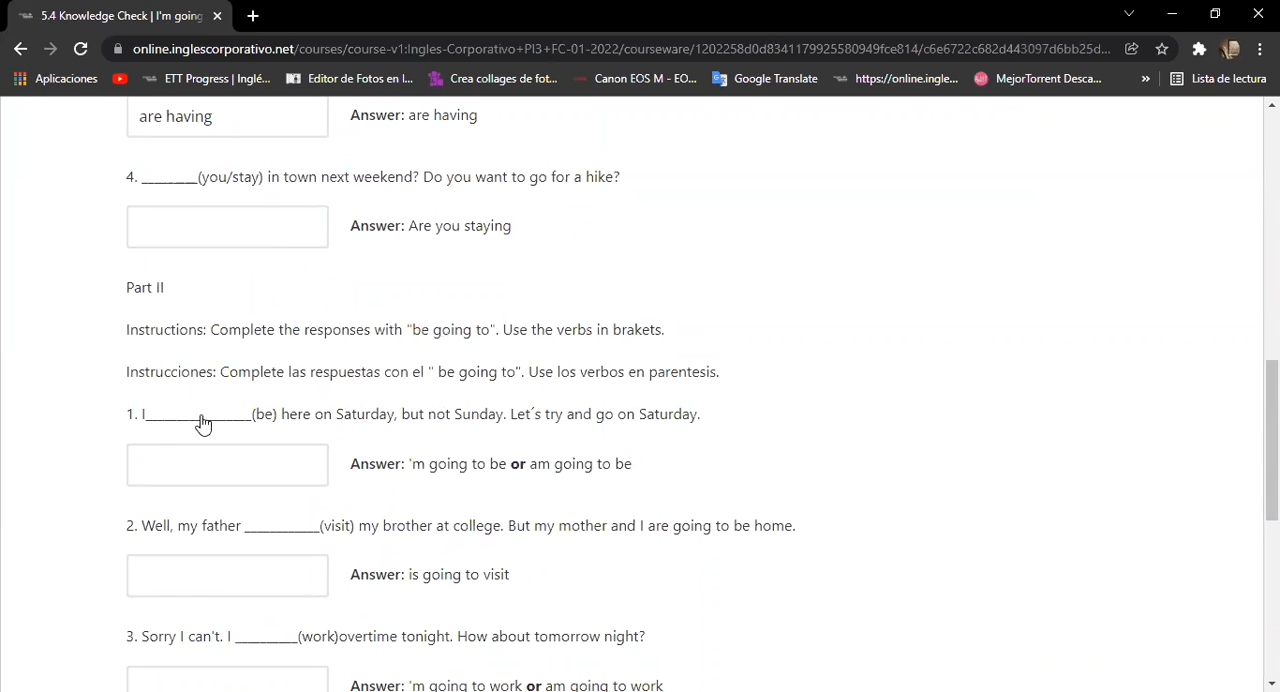 5.4 Knowledge Check | I'm going
online.inglescorporativo.net/courses/course-v1:Ingles-Corporativo+PI3+FC-01-2022/courseware/1202258d0d8341179925580949fce814/c6e6722c682d443097d6bb25d...
Aplicaciones ETT Progress | Inglé... Editor de Fotos en l... Crea collages de fot... Canon EOS M - EO... Google Translate https://online.ingle... MejorTorrent Desca... » Lista de lectura
are having Answer: are having
4. ________(you/stay) in town next weekend? Do you want to go for a hike?
Answer: Are you staying
Part II
Instructions: Complete the responses with "be going to". Use the verbs in brakets.
Instrucciones: Complete las respuestas con el " be going to". Use los verbos en parentesis.
1. I_______________(be) here on Saturday, but not Sunday. Let´s try and go on Saturday.
Answer: 'm going to be or am going to be
2. Well, my father ___________(visit) my brother at college. But my mother and I are going to be home.
Answer: is going to visit
3. Sorry I can't. I _________(work)overtime tonight. How about tomorrow night?
Answer: 'm going to work or am going to work